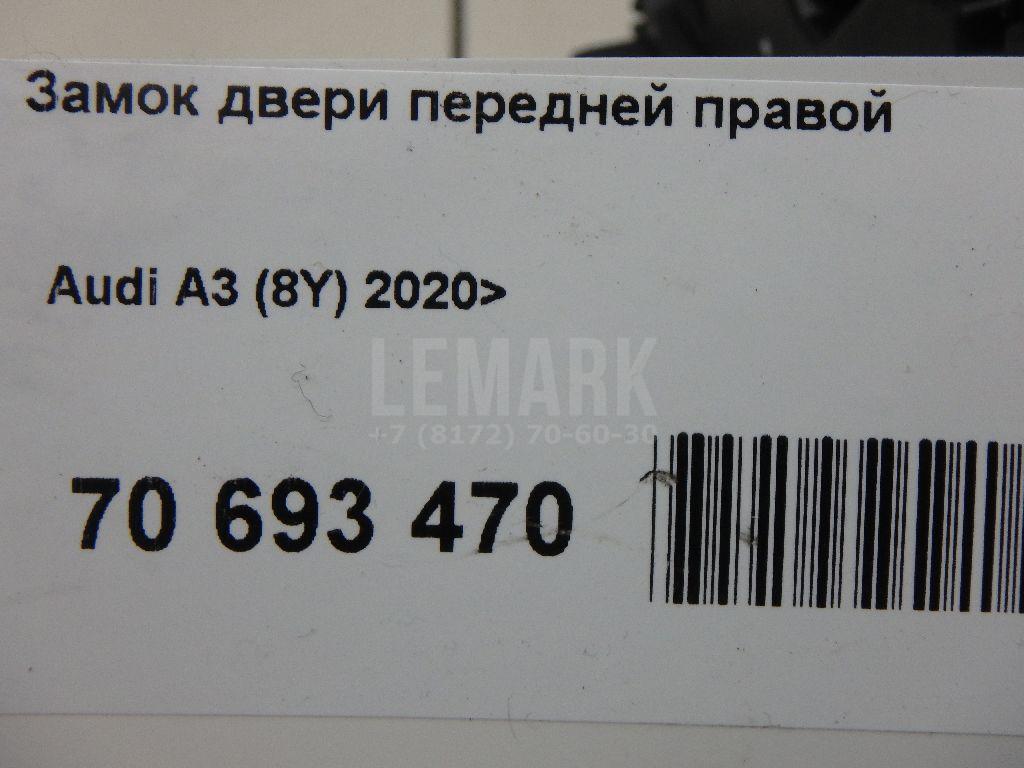 Замок двери передней правой
Audi A3 (8Y) 2020>
LEMARK
+7 (8172) 70-60-30
70 693 470